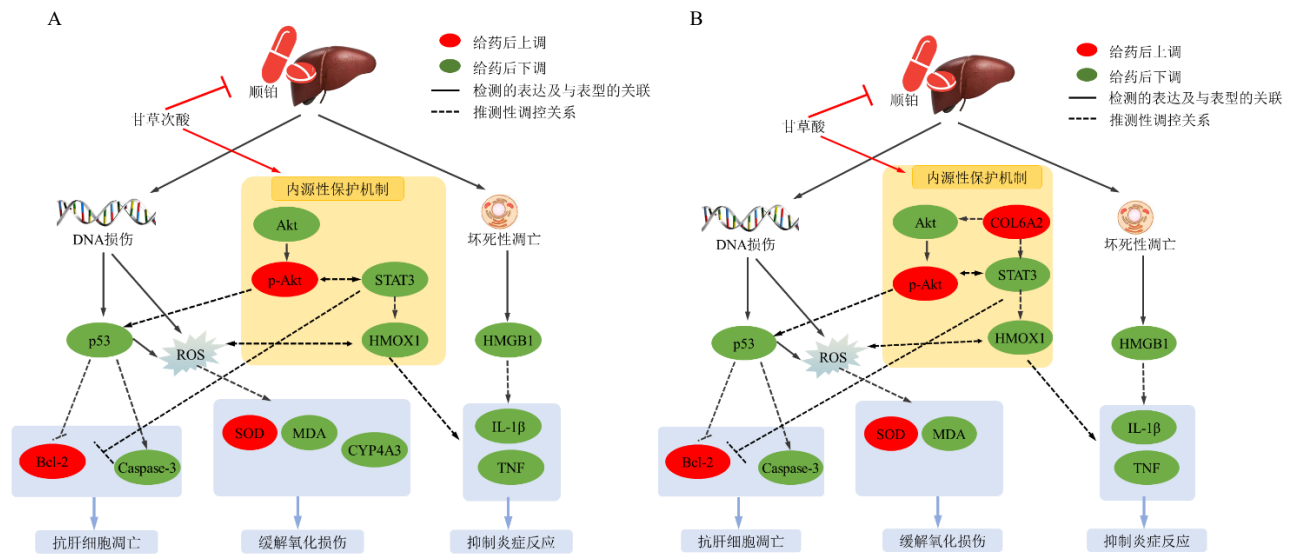 A
给药后上调
给药后下调
检测的表达及与表型的关联
推测性调控关系
顺铂
甘草次酸
内源性保护机制
DNA损伤
Akt
坏死性凋亡
p-Akt
STAT3
p53
ROS
HMOX1
HMGB1
Bcl-2
Caspase-3
SOD
MDA
CYP4A3
IL-1β
TNF
抗肝细胞凋亡
缓解氧化损伤
抑制炎症反应
B
给药后上调
给药后下调
检测的表达及与表型的关联
推测性调控关系
顺铂
甘草酸
内源性保护机制
DNA损伤
Akt
COL6A2
坏死性凋亡
p-Akt
STAT3
p53
ROS
HMOX1
HMGB1
Bcl-2
Caspase-3
SOD
MDA
IL-1β
TNF
抗肝细胞凋亡
缓解氧化损伤
抑制炎症反应